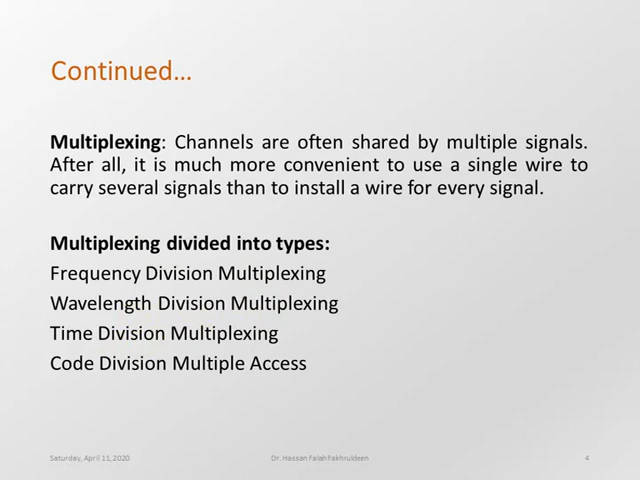 Continued...
Multiplexing: Channels are often shared by multiple signals.
After all, it is much more convenient to use a single wire to
carry several signals than to install a wire for every signal.
Multiplexing divided into types:
Frequency Division Multiplexing
Wavelength Division Multiplexing
Time Division Multiplexing
Code Division Multiple Access
Saturday, April 11, 2020
Dr. Hassan Falah Fakhruldeen
4